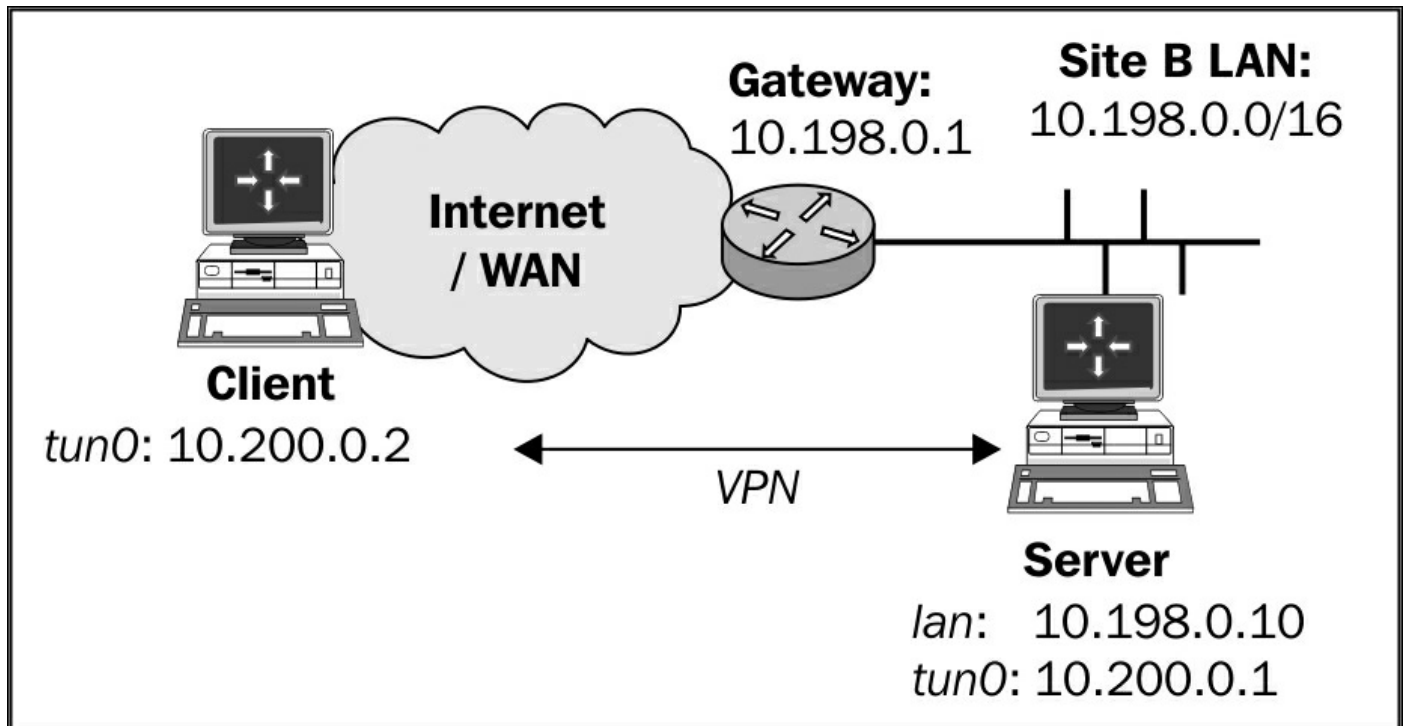 Gateway:
10.198.0.1
Site B LAN:
10.198.0.0/16
Internet
/ WAN
Client
tun0: 10.200.0.2
VPN
Server
lan: 10.198.0.10
tun0: 10.200.0.1